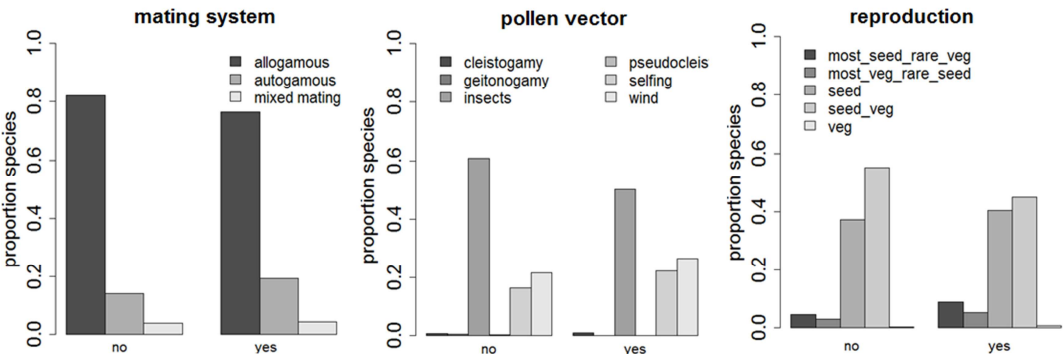 mating system
proportion species
0.0 0.2 0.4 0.6 0.8 1.0
allogamous
autogamous
mixed mating
no yes
pollen vector
proportion species
0.0 0.2 0.4 0.6 0.8 1.0
cleistogamy pseudocleis
geitonogamy selfing
insects wind
no yes
reproduction
proportion species
0.0 0.2 0.4 0.6 0.8 1.0
most_seed_rare_veg
most_veg_rare_seed
seed
seed_veg
veg
no yes